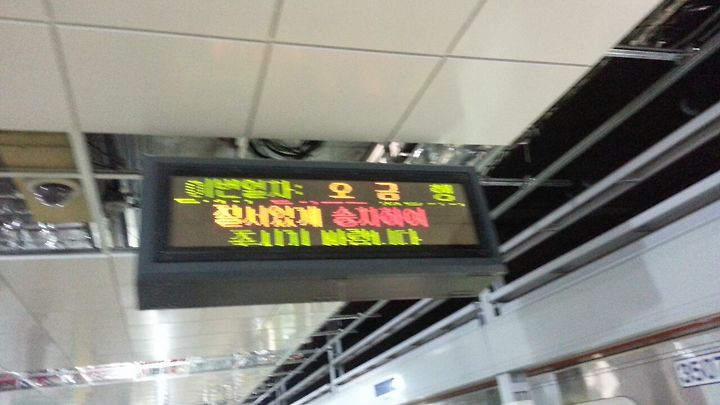 이번열차: 오 금 행
질서있게 승차하여
주시기 바랍니다
3507